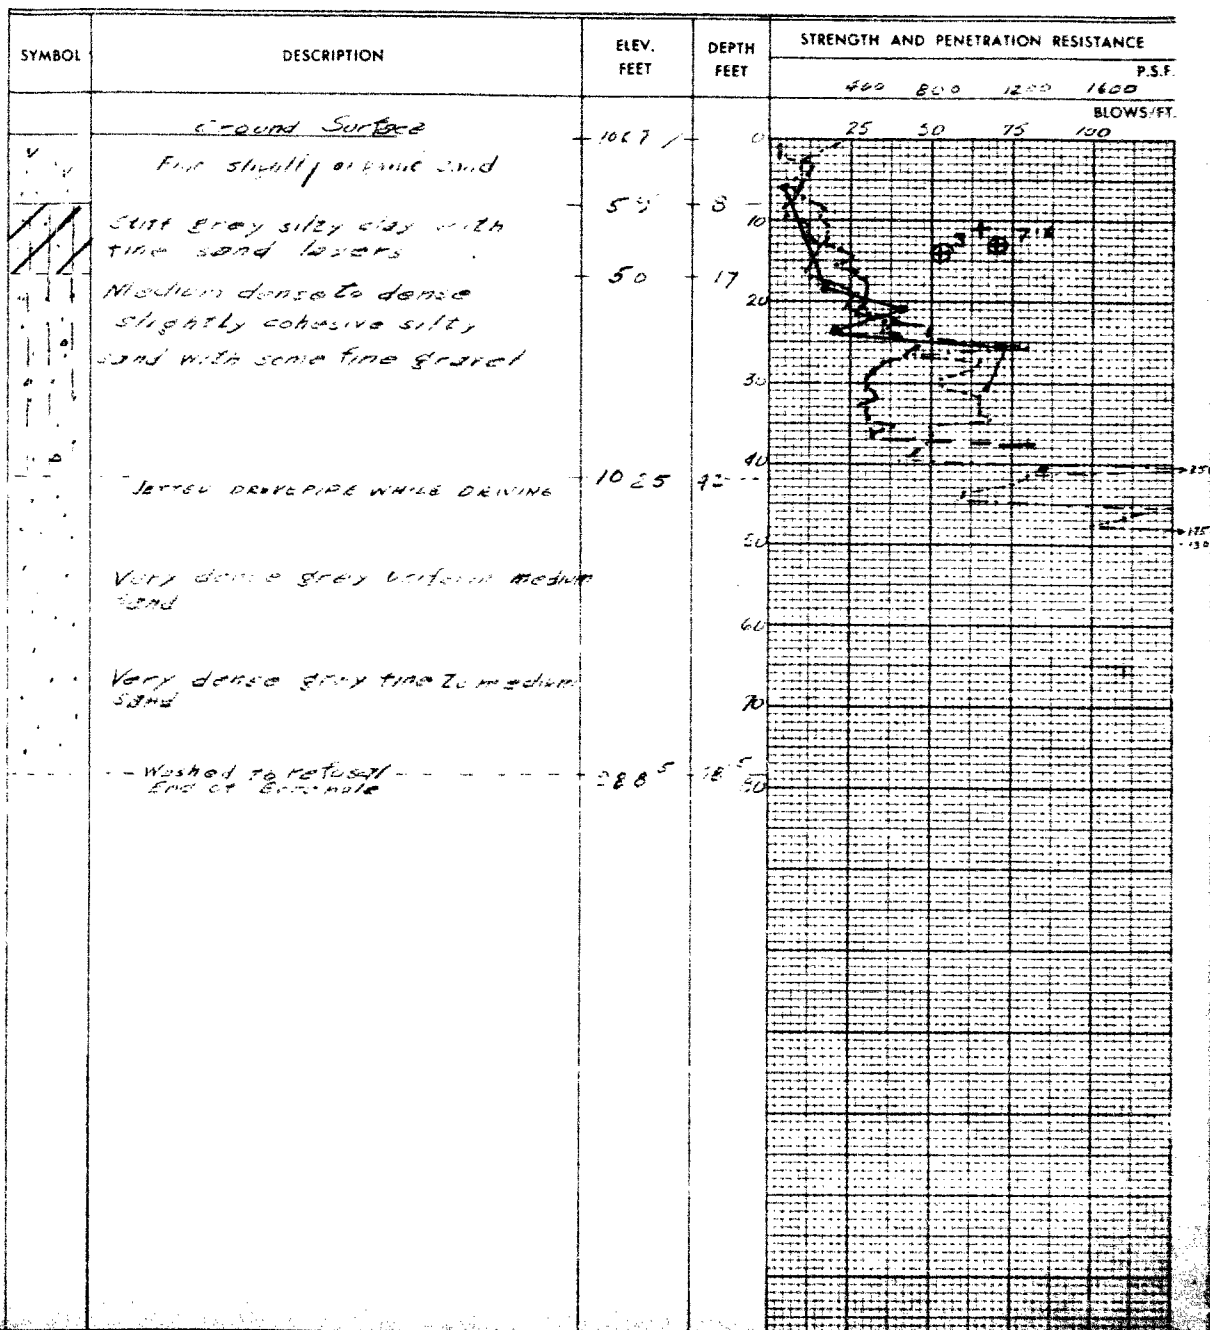 SYMBOL DESCRIPTION ELEV. FEET DEPTH FEET STRENGTH AND PENETRATION RESISTANCE
P.S.F.
400 800 1200 1600
BLOWS/FT.
25 50 75 100
Ground Surface 0
Fine slightly organic sand
8
10
Stiff grey silty clay with
fine sand layers
50 17
20
Medium dense to dense
slightly cohesive silty
sand with some fine gravel
30
40
JETTED DRIVEPIPE WHILE DRIVING 42
50
Very dense grey uniform medium
sand
60
Very dense grey fine to medium
sand
70
Washed to refusal
End of Borehole
80